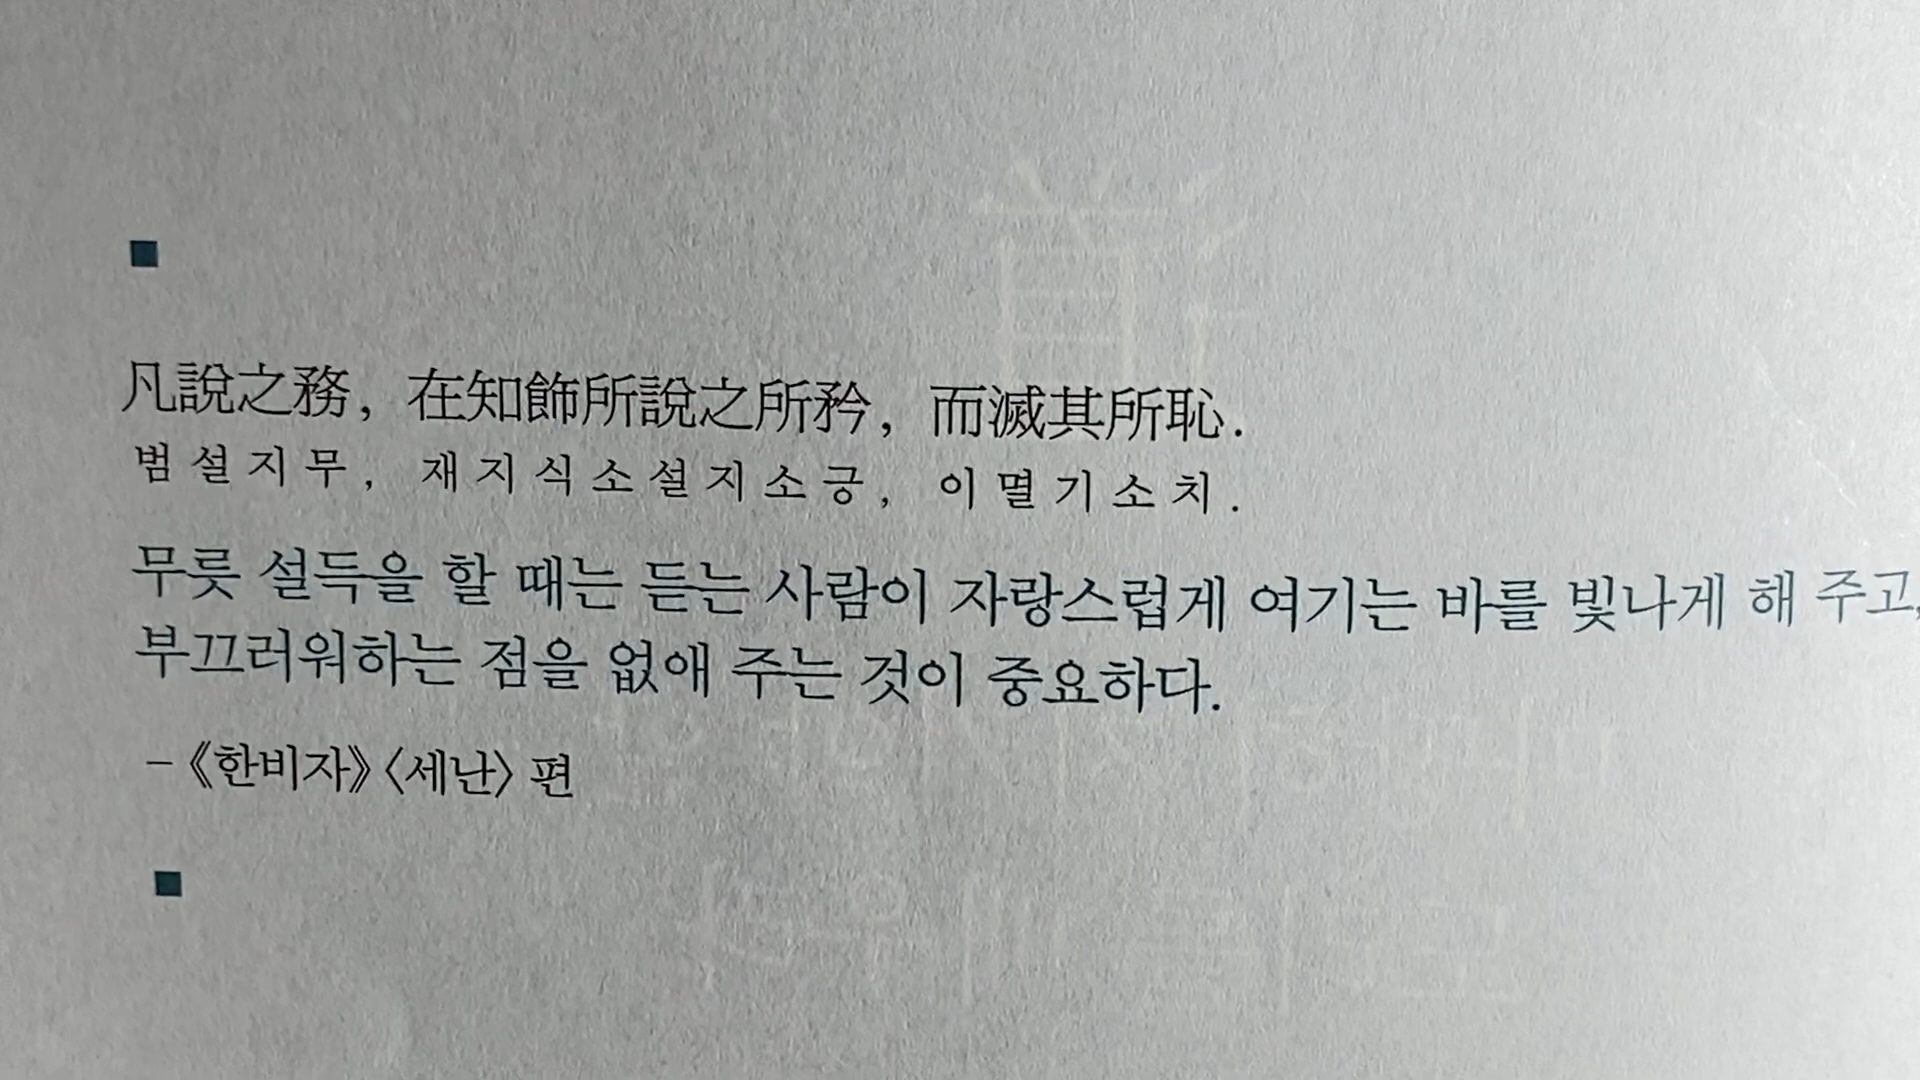 凡說之務, 在知飾所說之所矜, 而滅其所恥.
범설지무, 재지식소설지소긍, 이멸기소치.
무릇 설득을 할 때는 듣는 사람이 자랑스럽게 여기는 바를 빛나게 해 주고,
부끄러워하는 점을 없애 주는 것이 중요하다.
-《한비자》〈세난〉 편